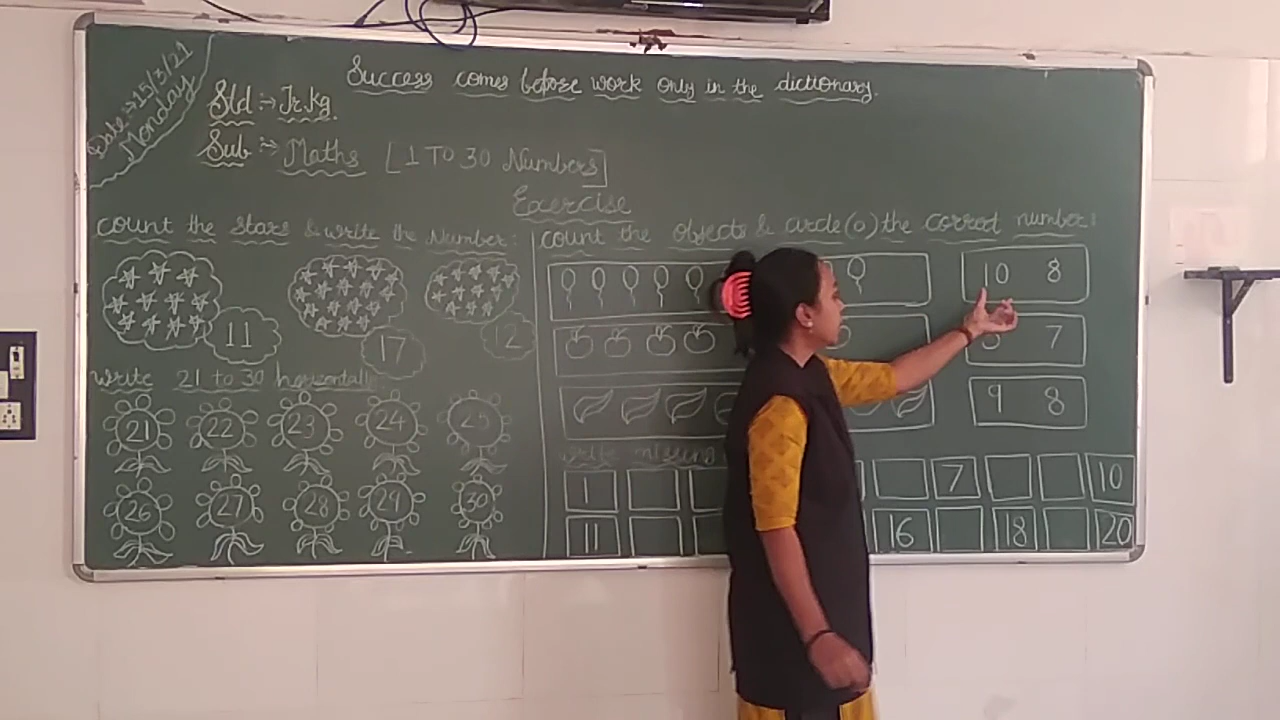 Date:-> 15/3/21
Monday
Success comes before work only in the dictionary.
Std :-> Jr.kg.
Sub :-> Maths [1 TO 30 Numbers]
Exercise
count the stars & write the Number:
11
17
12
write 21 to 30 horizontally
21 22 23 24 25
26 27 28 29 30
count the objects & circle(o) the correct number:
10 8
7
9 8
write missing
1 7 10
11 16 18 20